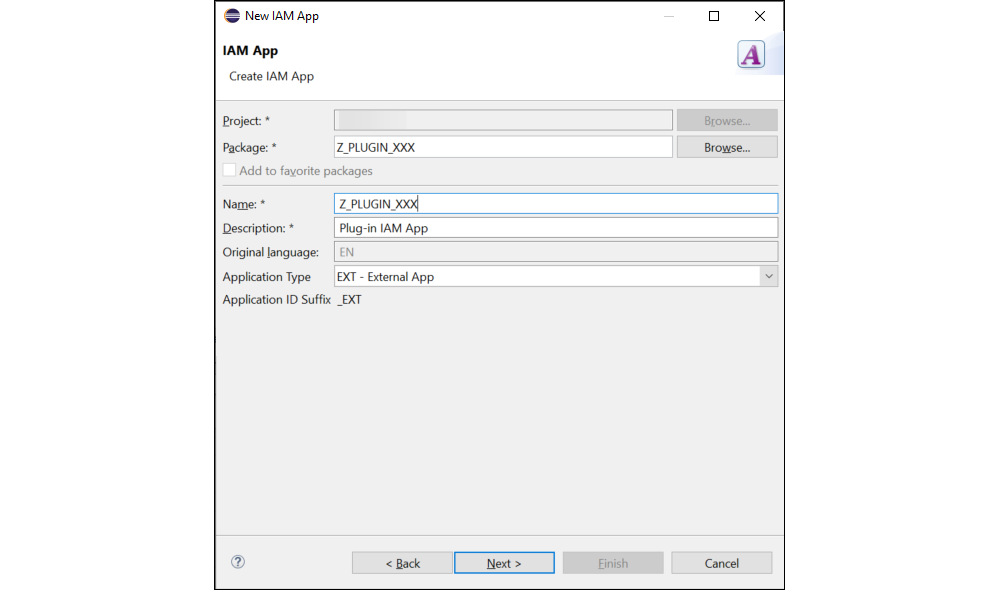 New IAM App
IAM App
A
Create IAM App
Project: *
Browse...
Package: * Z_PLUGIN_XXX Browse...
Add to favorite packages
Name: * Z_PLUGIN_XXX
Description: * Plug-in IAM App
Original language: EN
Application Type EXT - External App
Application ID Suffix _EXT
? < Back Next > Finish Cancel